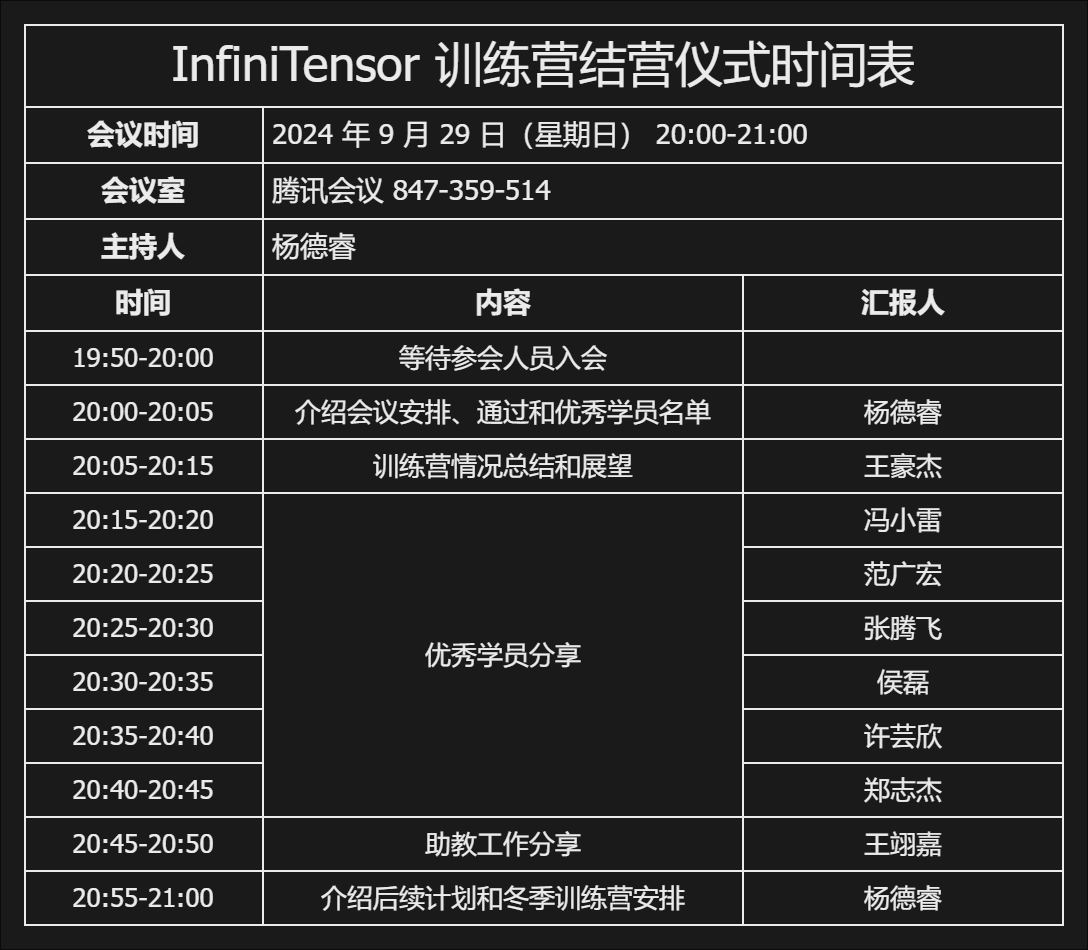 InfiniTensor 训练营结营仪式时间表
会议时间 2024 年 9 月 29 日（星期日） 20:00-21:00
会议室 腾讯会议 847-359-514
主持人 杨德睿
时间 内容 汇报人
19:50-20:00 等待参会人员入会
20:00-20:05 介绍会议安排、通过和优秀学员名单 杨德睿
20:05-20:15 训练营情况总结和展望 王豪杰
20:15-20:20 冯小雷
20:20-20:25 范广宏
20:25-20:30 张腾飞
优秀学员分享
20:30-20:35 侯磊
20:35-20:40 许芸欣
20:40-20:45 郑志杰
20:45-20:50 助教工作分享 王翊嘉
20:55-21:00 介绍后续计划和冬季训练营安排 杨德睿